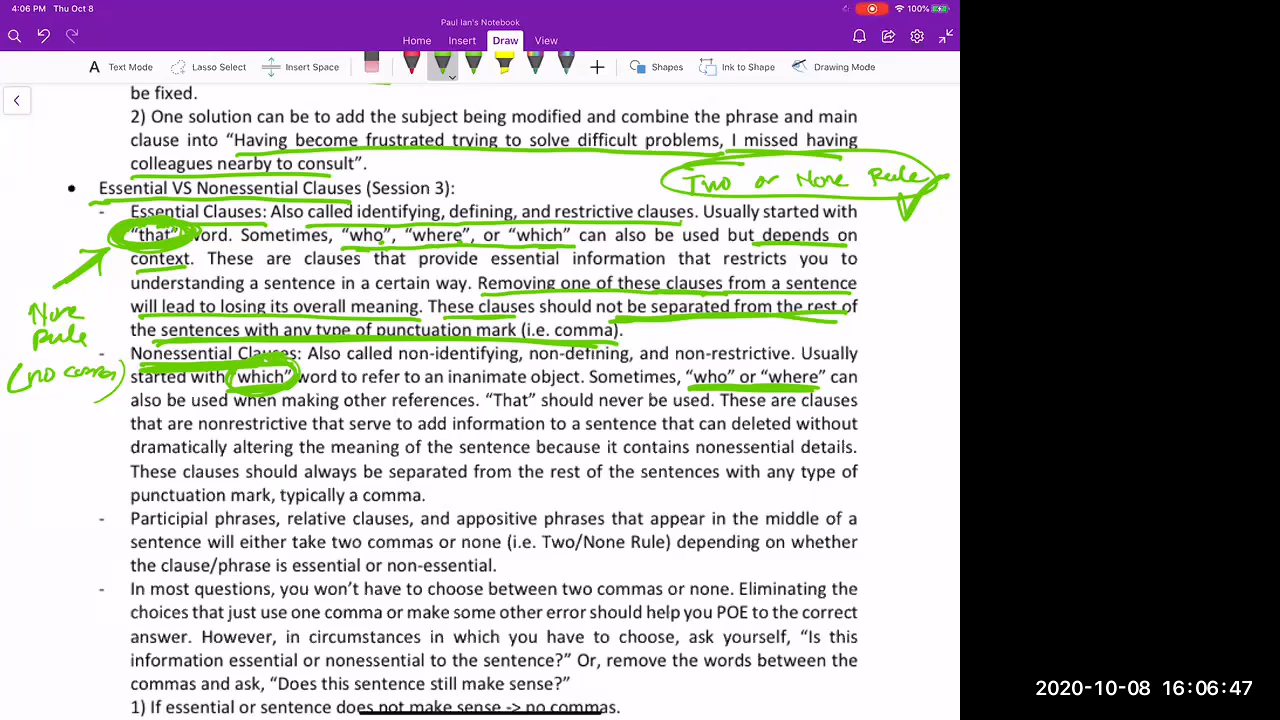 4:06 PM Thu Oct 8
100%
Paul Ian's Notebook
Home Insert Draw View
A Text Mode Lasso Select Insert Space Shapes Ink to Shape Drawing Mode
be fixed.
2) One solution can be to add the subject being modified and combine the phrase and main
clause into “Having become frustrated trying to solve difficult problems, I missed having
colleagues nearby to consult”.
Two or None Rule
• Essential VS Nonessential Clauses (Session 3):
- Essential Clauses: Also called identifying, defining, and restrictive clauses. Usually started with
“that” word. Sometimes, “who”, “where”, or “which” can also be used but depends on
context. These are clauses that provide essential information that restricts you to
understanding a sentence in a certain way. Removing one of these clauses from a sentence
will lead to losing its overall meaning. These clauses should not be separated from the rest of
the sentences with any type of punctuation mark (i.e. comma).
None
Rule
(no comma)
- Nonessential Clauses: Also called non-identifying, non-defining, and non-restrictive. Usually
started with “which” word to refer to an inanimate object. Sometimes, “who” or “where” can
also be used when making other references. “That” should never be used. These are clauses
that are nonrestrictive that serve to add information to a sentence that can deleted without
dramatically altering the meaning of the sentence because it contains nonessential details.
These clauses should always be separated from the rest of the sentences with any type of
punctuation mark, typically a comma.
- Participial phrases, relative clauses, and appositive phrases that appear in the middle of a
sentence will either take two commas or none (i.e. Two/None Rule) depending on whether
the clause/phrase is essential or non-essential.
- In most questions, you won’t have to choose between two commas or none. Eliminating the
choices that just use one comma or make some other error should help you POE to the correct
answer. However, in circumstances in which you have to choose, ask yourself, “Is this
information essential or nonessential to the sentence?” Or, remove the words between the
commas and ask, “Does this sentence still make sense?”
1) If essential or sentence does not make sense -> no commas.
2020-10-08 16:06:47